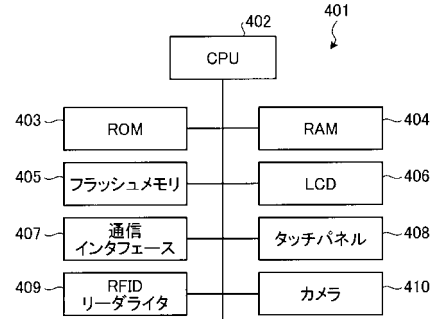 402
401
CPU
403
ROM
RAM
404
405
フラッシュメモリ
LCD
406
407
通信
インタフェース
タッチパネル
408
409
RFID
リーダライタ
カメラ
410